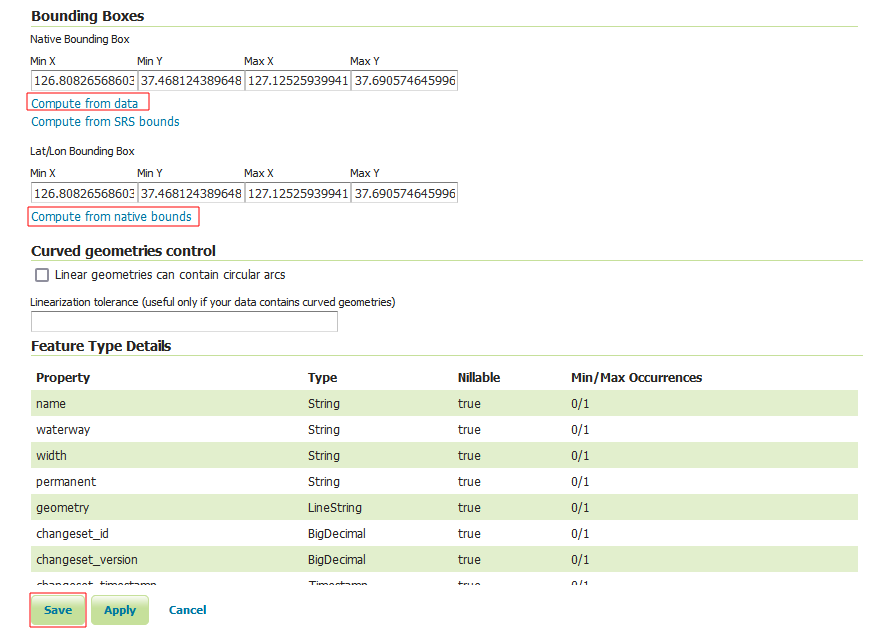 Bounding Boxes
Native Bounding Box
Min X Min Y Max X Max Y
126.80826568603 37.468124389648 127.12525939941 37.690574645996
Compute from data
Compute from SRS bounds
Lat/Lon Bounding Box
Min X Min Y Max X Max Y
126.80826568603 37.468124389648 127.12525939941 37.690574645996
Compute from native bounds
Curved geometries control
Linear geometries can contain circular arcs
Linearization tolerance (useful only if your data contains curved geometries)
Feature Type Details
Property Type Nillable Min/Max Occurrences
name String true 0/1
waterway String true 0/1
width String true 0/1
permanent String true 0/1
geometry LineString true 0/1
changeset_id BigDecimal true 0/1
changeset_version BigDecimal true 0/1
changeset_timestamp Timestamp true 0/1
Save Apply Cancel